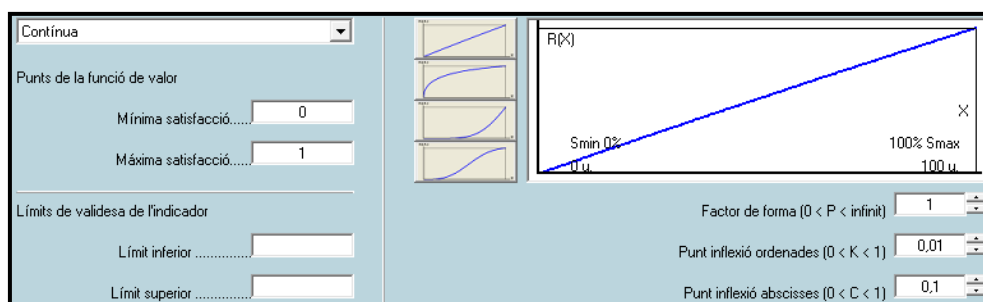 Contínua
Punts de la funció de valor
Mínima satisfacció.....
0
Máxima satisfacció.....
1
Límits de validesa de l'indicador
Límit inferior ..............
Límit superior ..............
R(X)
X
Smin 0%
100% Smax
0 u.
100 u.
Factor de forma (0 < P < infinit)
1
Punt inflexió ordenades (0 < K < 1)
0,01
Punt inflexió abscisses (0 < C < 1)
0,1